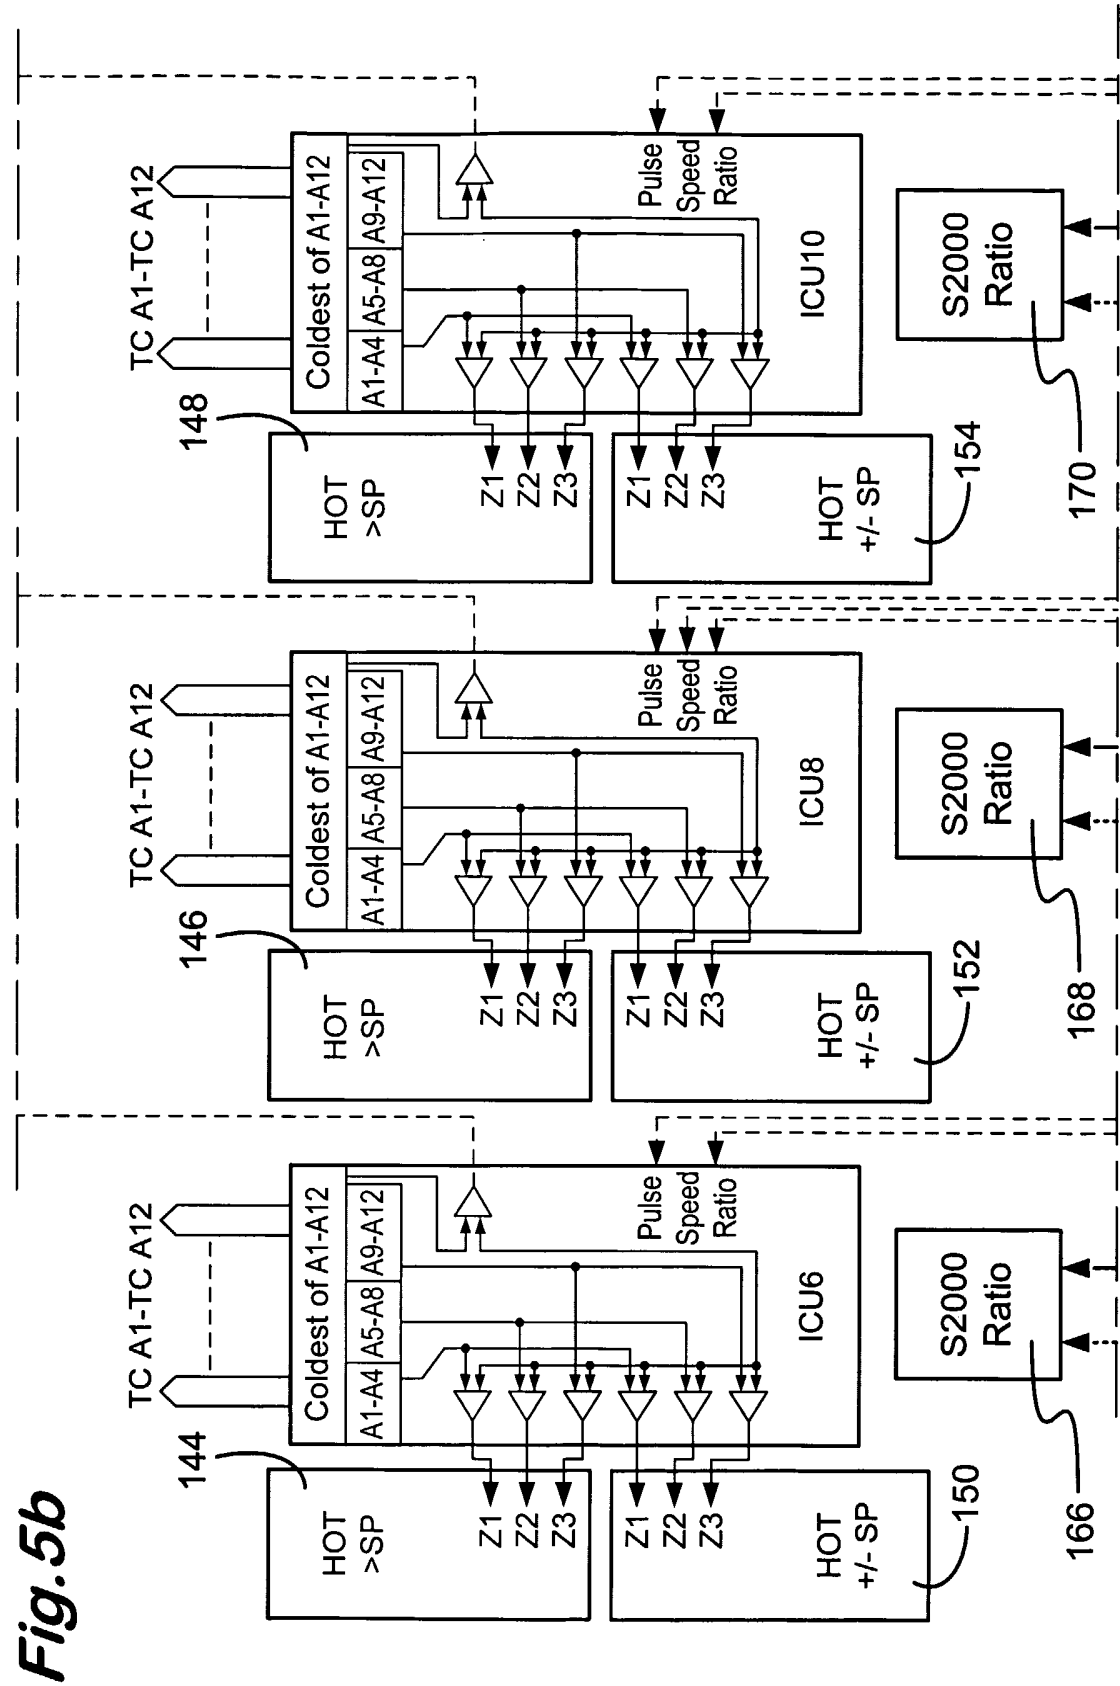 Fig.5b
144
HOT
>SP
Z1
Z2
Z3
HOT
+/- SP
Z1
Z2
Z3
150
TC A1-TC A12
Coldest of A1-A12
A1-A4
A5-A8
A9-A12
Pulse
Speed
Ratio
ICU6
S2000
Ratio
166
146
HOT
>SP
Z1
Z2
Z3
HOT
+/- SP
Z1
Z2
Z3
152
TC A1-TC A12
Coldest of A1-A12
A1-A4
A5-A8
A9-A12
Pulse
Speed
Ratio
ICU8
S2000
Ratio
168
148
HOT
>SP
Z1
Z2
Z3
HOT
+/- SP
Z1
Z2
Z3
154
TC A1-TC A12
Coldest of A1-A12
A1-A4
A5-A8
A9-A12
Pulse
Speed
Ratio
ICU10
S2000
Ratio
170